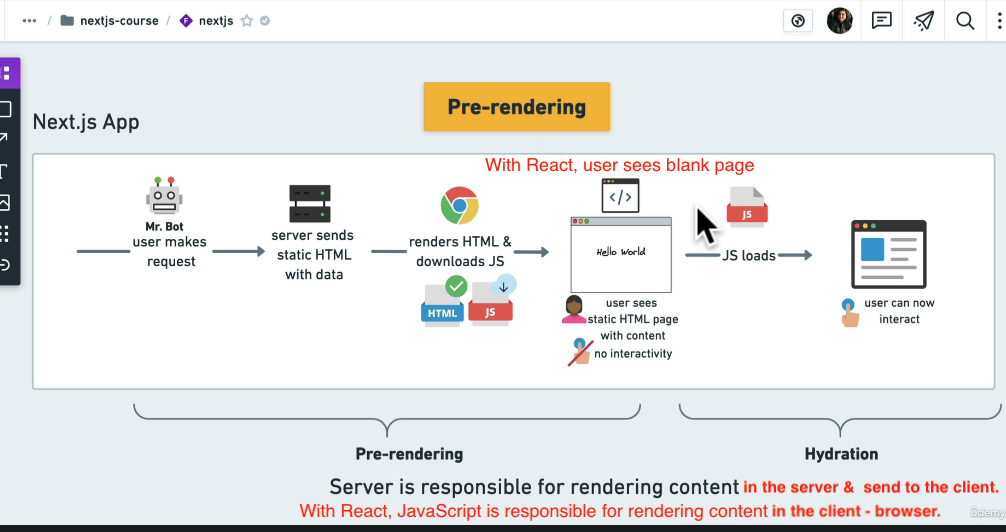 nextjs-course / nextjs
Pre-rendering
Next.js App
With React, user sees blank page
Mr. Bot
user makes
request
server sends
static HTML
with data
renders HTML &
downloads JS
HTML
JS
</>
Hello World
user sees
static HTML page
with content
no interactivity
JS
JS loads
user can now
interact
Pre-rendering
Hydration
Server is responsible for rendering content in the server & send to the client.
With React, JavaScript is responsible for rendering content in the client - browser.
ûdemy